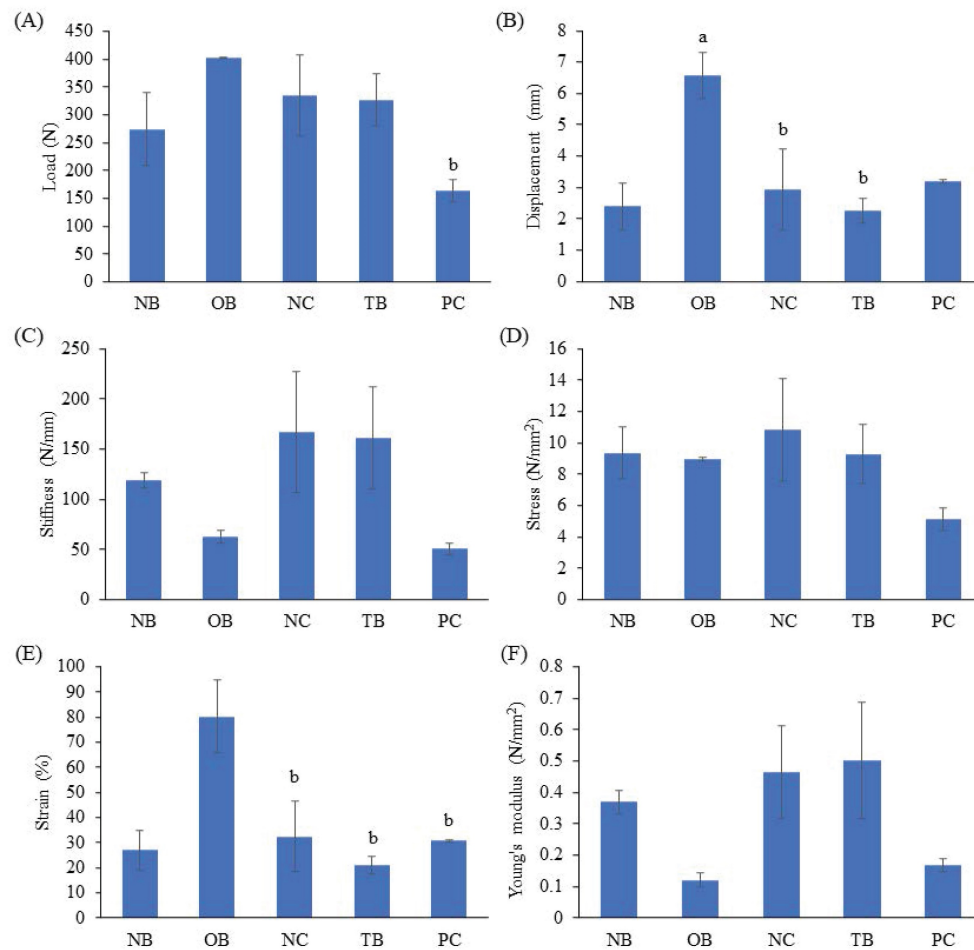 (A)
Load (N)
450
400
350
300
250
200
150
100
50
0
b
NB OB NC TB PC
(B)
Displacement (mm)
8
7
6
5
4
3
2
1
0
a
b
b
NB OB NC TB PC
(C)
Stiffness (N/mm)
250
200
150
100
50
0
NB OB NC TB PC
(D)
Stress (N/mm²)
16
14
12
10
8
6
4
2
0
NB OB NC TB PC
(E)
Strain (%)
100
90
80
70
60
50
40
30
20
10
0
b
b
b
NB OB NC TB PC
(F)
Young's modulus (N/mm²)
0.8
0.7
0.6
0.5
0.4
0.3
0.2
0.1
0
NB OB NC TB PC